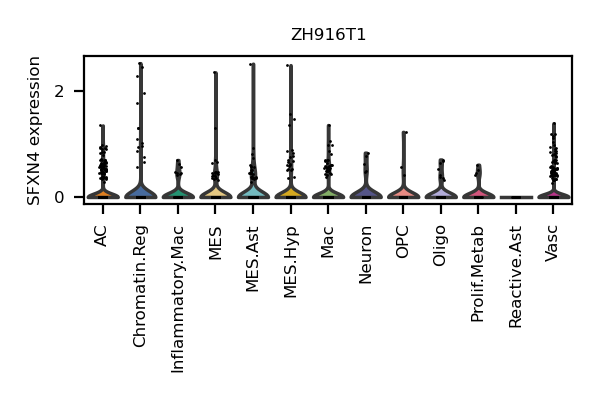 ZH916T1
SFXN4 expression
2
0
AC
Chromatin.Reg
Inflammatory.Mac
MES
MES.Ast
MES.Hyp
Mac
Neuron
OPC
Oligo
Prolif.Metab
Reactive.Ast
Vasc